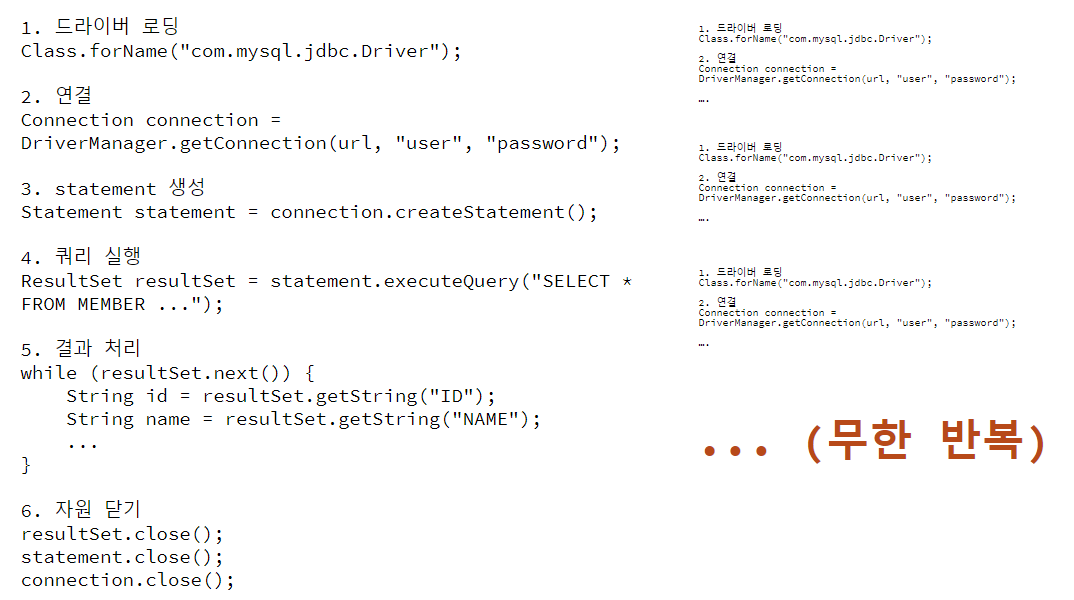 1. 드라이버 로딩
Class.forName("com.mysql.jdbc.Driver");
2. 연결
Connection connection =
DriverManager.getConnection(url, "user", "password");
3. statement 생성
Statement statement = connection.createStatement();
4. 쿼리 실행
ResultSet resultSet = statement.executeQuery("SELECT *
FROM MEMBER ...");
5. 결과 처리
while (resultSet.next()) {
    String id = resultSet.getString("ID");
    String name = resultSet.getString("NAME");
    ...
}
6. 자원 닫기
resultSet.close();
statement.close();
connection.close();
1. 드라이버 로딩
Class.forName("com.mysql.jdbc.Driver");
2. 연결
Connection connection =
DriverManager.getConnection(url, "user", "password");
….
1. 드라이버 로딩
Class.forName("com.mysql.jdbc.Driver");
2. 연결
Connection connection =
DriverManager.getConnection(url, "user", "password");
….
1. 드라이버 로딩
Class.forName("com.mysql.jdbc.Driver");
2. 연결
Connection connection =
DriverManager.getConnection(url, "user", "password");
….
... (무한 반복)